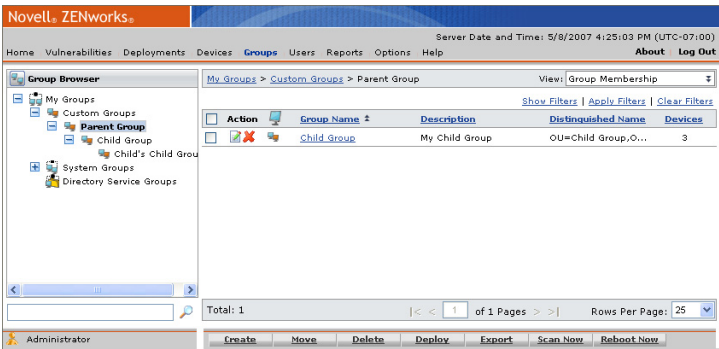 Novell® ZENworks®
Server Date and Time: 5/8/2007 4:25:03 PM (UTC-07:00)
Home Vulnerabilities Deployments Devices Groups Users Reports Options Help About Log Out
Group Browser
My Groups
Custom Groups
Parent Group
Child Group
Child's Child Grou
System Groups
Directory Service Groups
Administrator
My Groups > Custom Groups > Parent Group View: Group Membership
Show Filters | Apply Filters | Clear Filters
Action Group Name Description Distinguished Name Devices
Child Group My Child Group OU=Child Group,O... 3
Total: 1 |< < 1 of 1 Pages > >| Rows Per Page: 25
Create Move Delete Deploy Export Scan Now Reboot Now